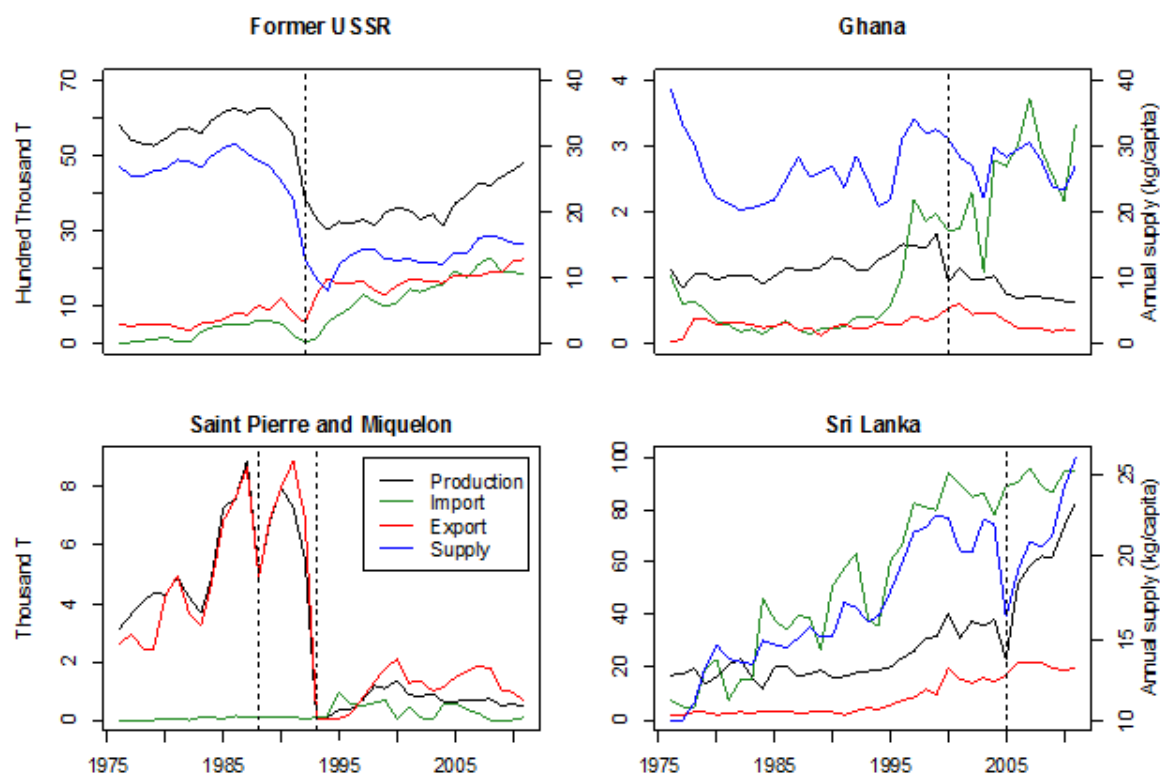 Former USSR
Ghana
Hundred Thousand T
70
50
30
10
0
40
30
20
10
0
4
3
2
1
0
40
30
20
10
0
Annual supply (kg/capita)
Saint Pierre and Miquelon
Sri Lanka
Thousand T
8
6
4
2
0
Production
Import
Export
Supply
100
80
60
40
20
0
25
20
15
10
Annual supply (kg/capita)
1975 1985 1995 2005
1975 1985 1995 2005